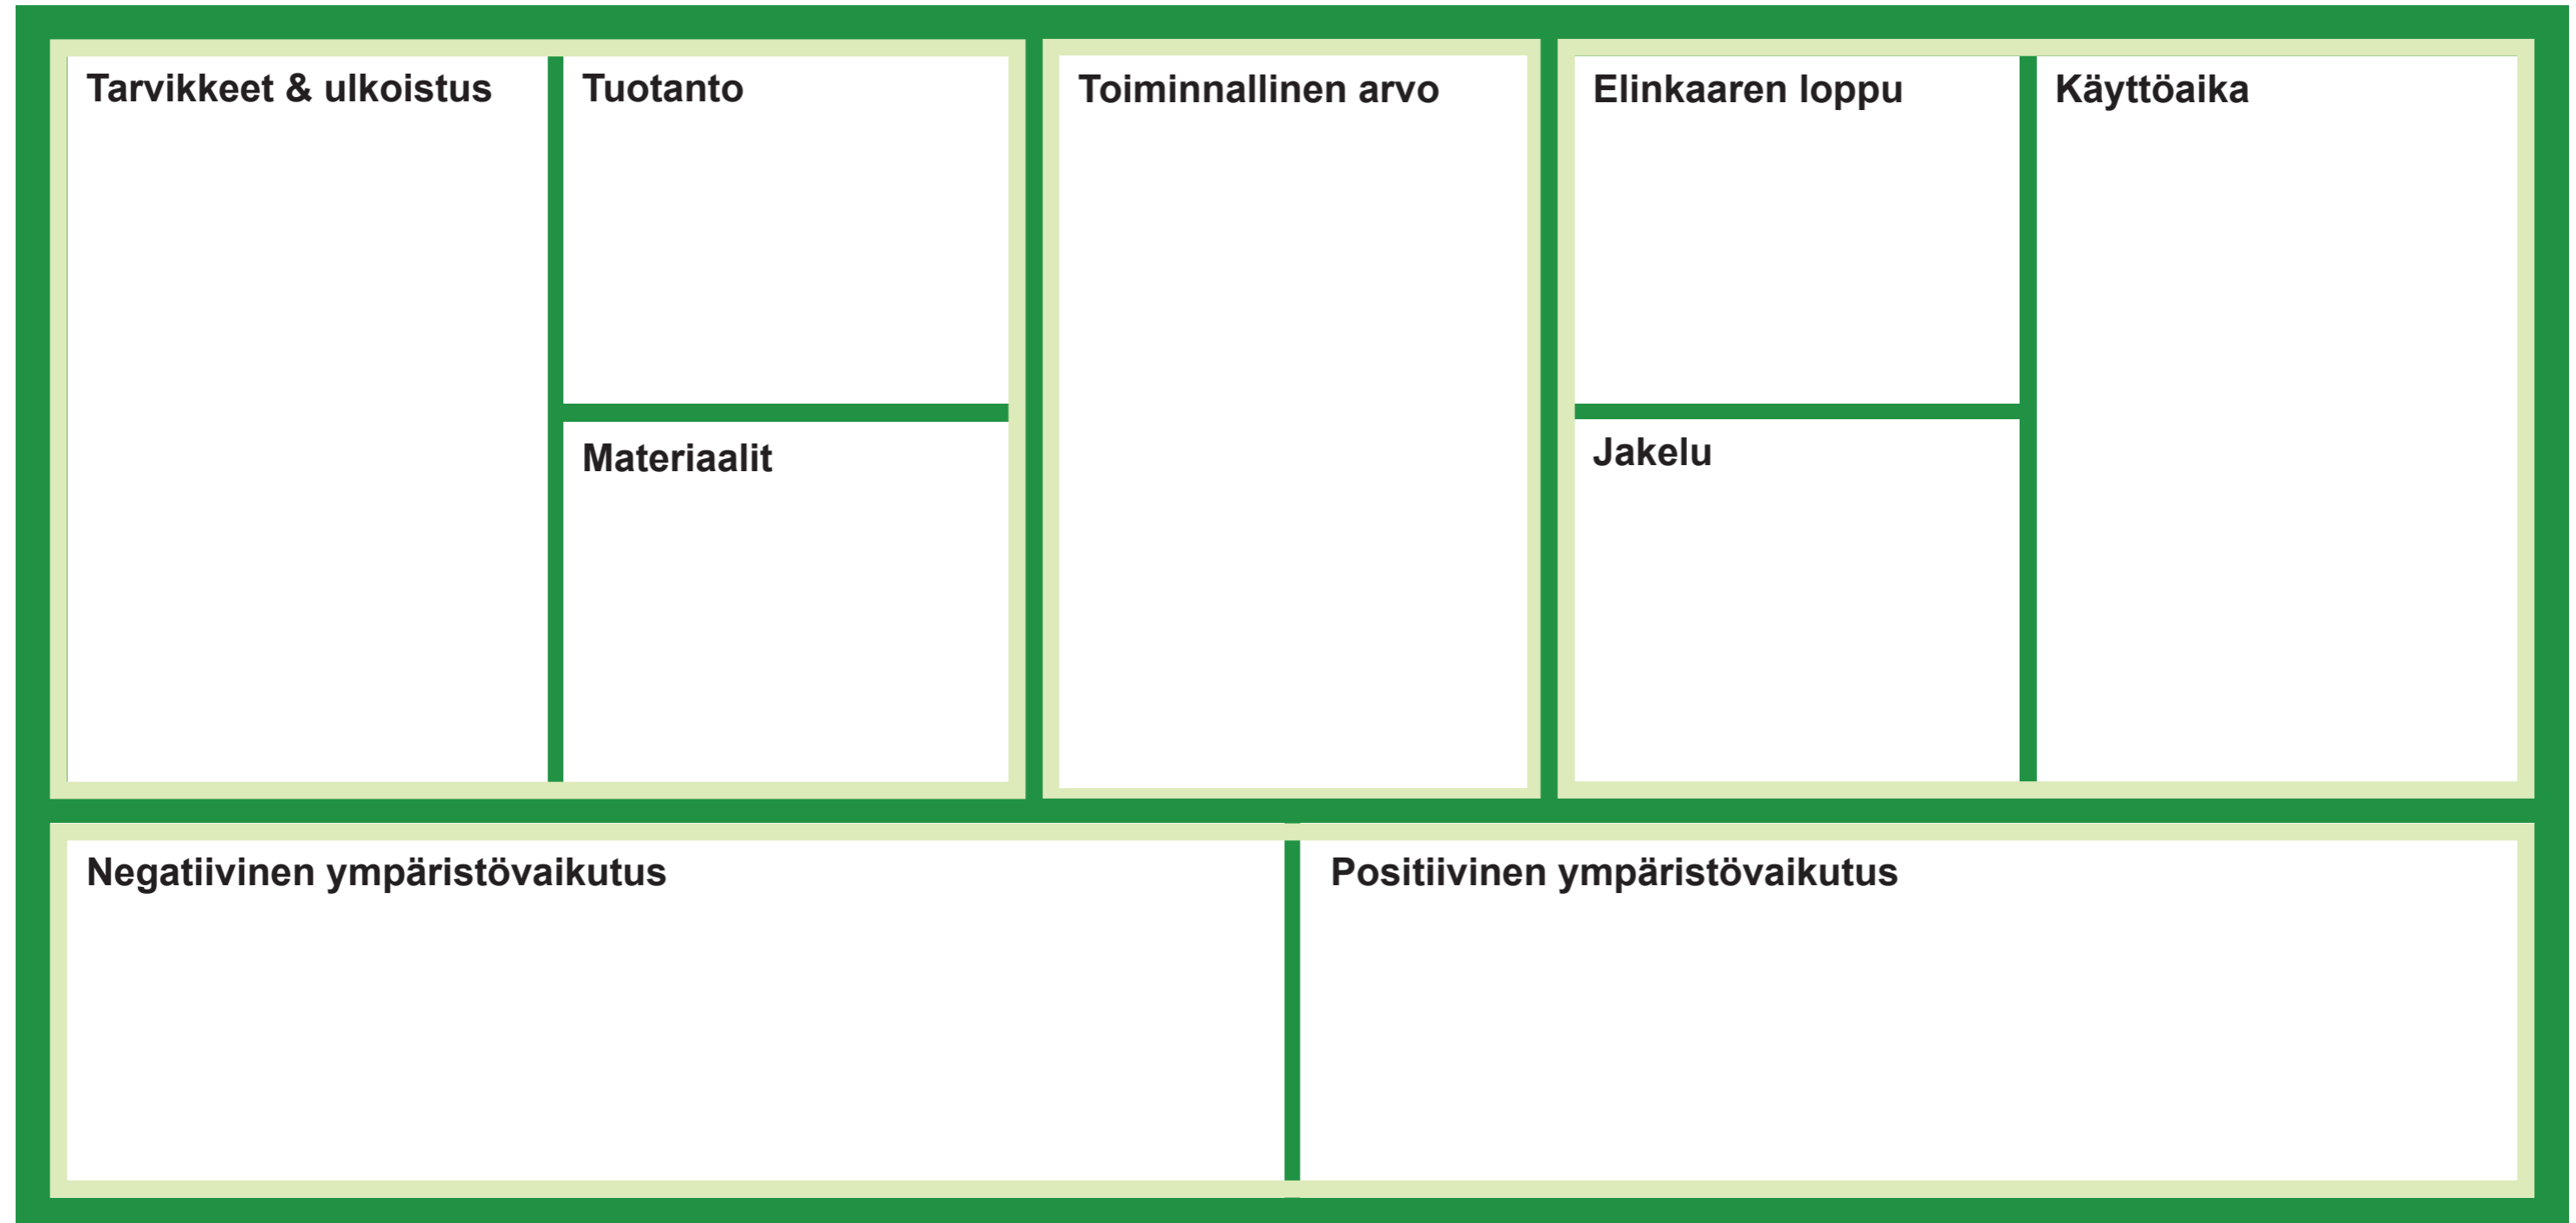 Tarvikkeet & ulkoistus
Tuotanto
Materiaalit
Toiminnallinen arvo
Elinkaaren loppu
Jakelu
Käyttöaika
Negatiivinen ympäristövaikutus
Positiivinen ympäristövaikutus